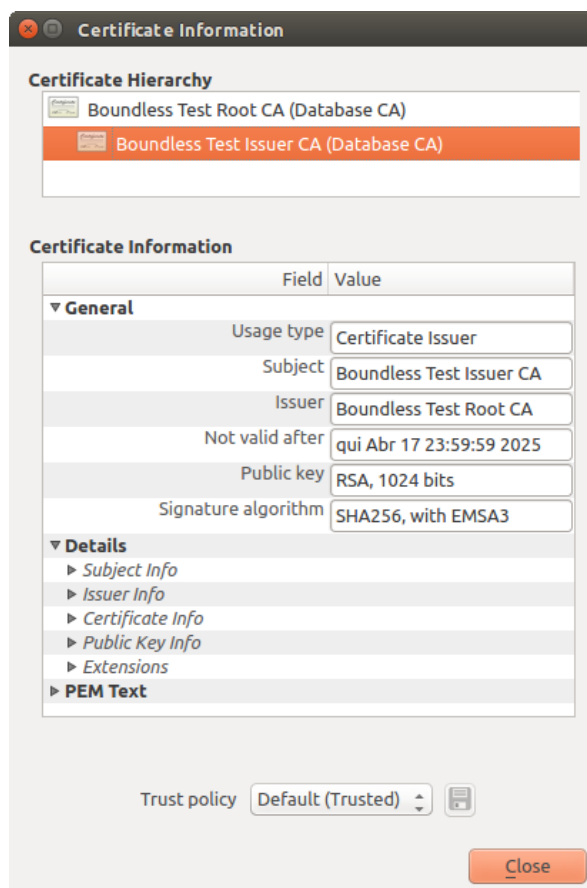 Certificate Information
Certificate Hierarchy
Boundless Test Root CA (Database CA)
Boundless Test Issuer CA (Database CA)
Certificate Information
Field Value
General
Usage type Certificate Issuer
Subject Boundless Test Issuer CA
Issuer Boundless Test Root CA
Not valid after qui Abr 17 23:59:59 2025
Public key RSA, 1024 bits
Signature algorithm SHA256, with EMSA3
Details
Subject Info
Issuer Info
Certificate Info
Public Key Info
Extensions
PEM Text
Trust policy Default (Trusted)
Close